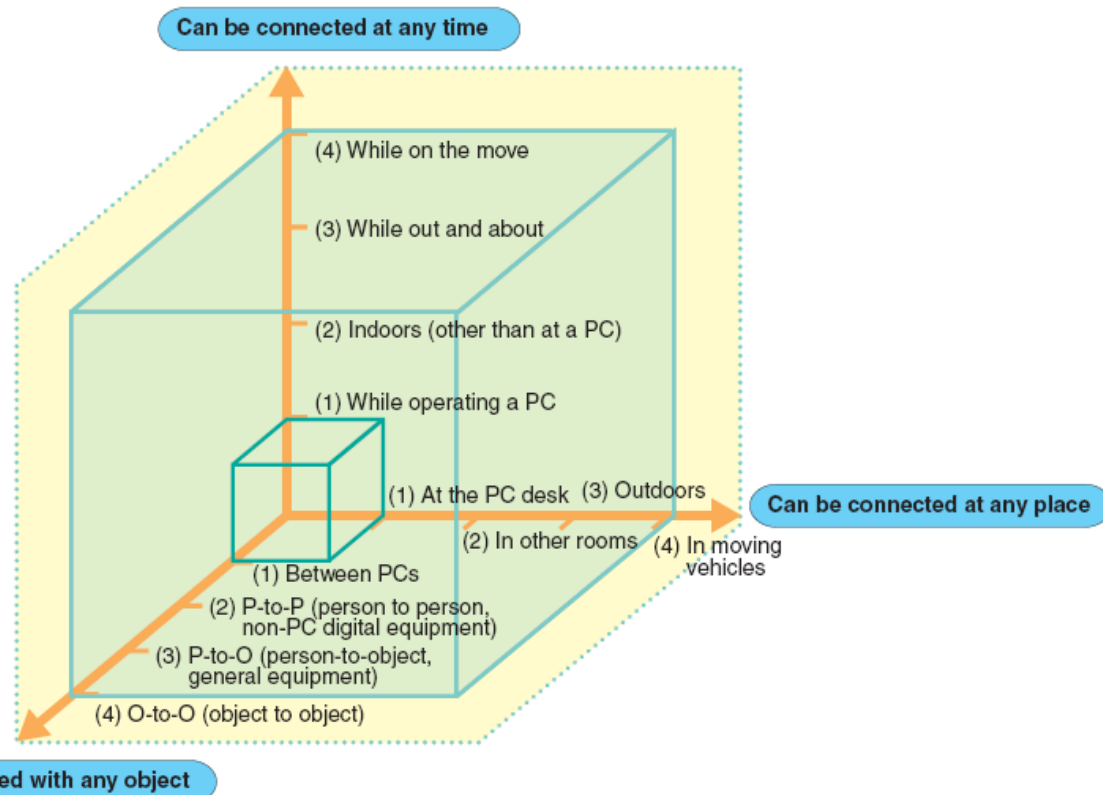 Can be connected at any time
(4) While on the move
(3) While out and about
(2) Indoors (other than at a PC)
(1) While operating a PC
(1) At the PC desk
(3) Outdoors
Can be connected at any place
(2) In other rooms
(4) In moving
vehicles
(1) Between PCs
(2) P-to-P (person to person,
non-PC digital equipment)
(3) P-to-O (person-to-object,
general equipment)
(4) O-to-O (object to object)
ed with any object